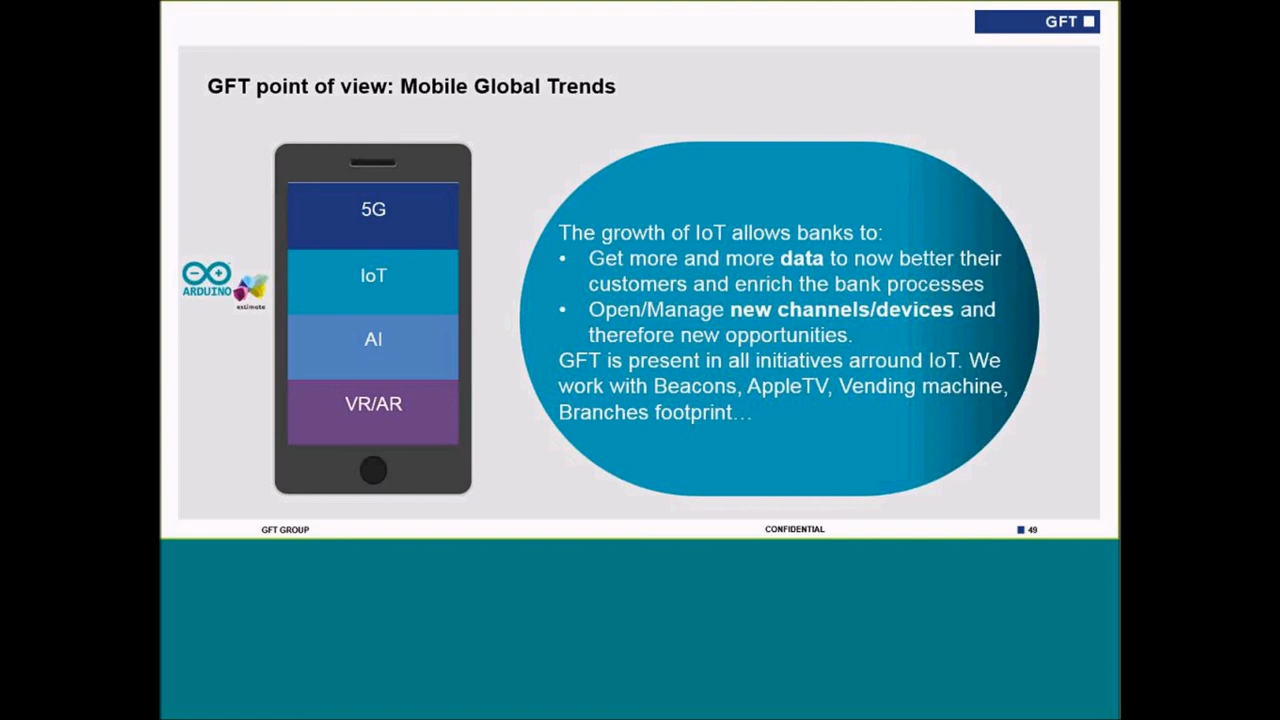 GFT
GFT point of view: Mobile Global Trends
5G
IoT
AI
VR/AR
ARDUINO
estimote
The growth of IoT allows banks to:
• Get more and more data to now better their
customers and enrich the bank processes
• Open/Manage new channels/devices and
therefore new opportunities.
GFT is present in all initiatives arround IoT. We
work with Beacons, AppleTV, Vending machine,
Branches footprint…
GFT GROUP
CONFIDENTIAL
49